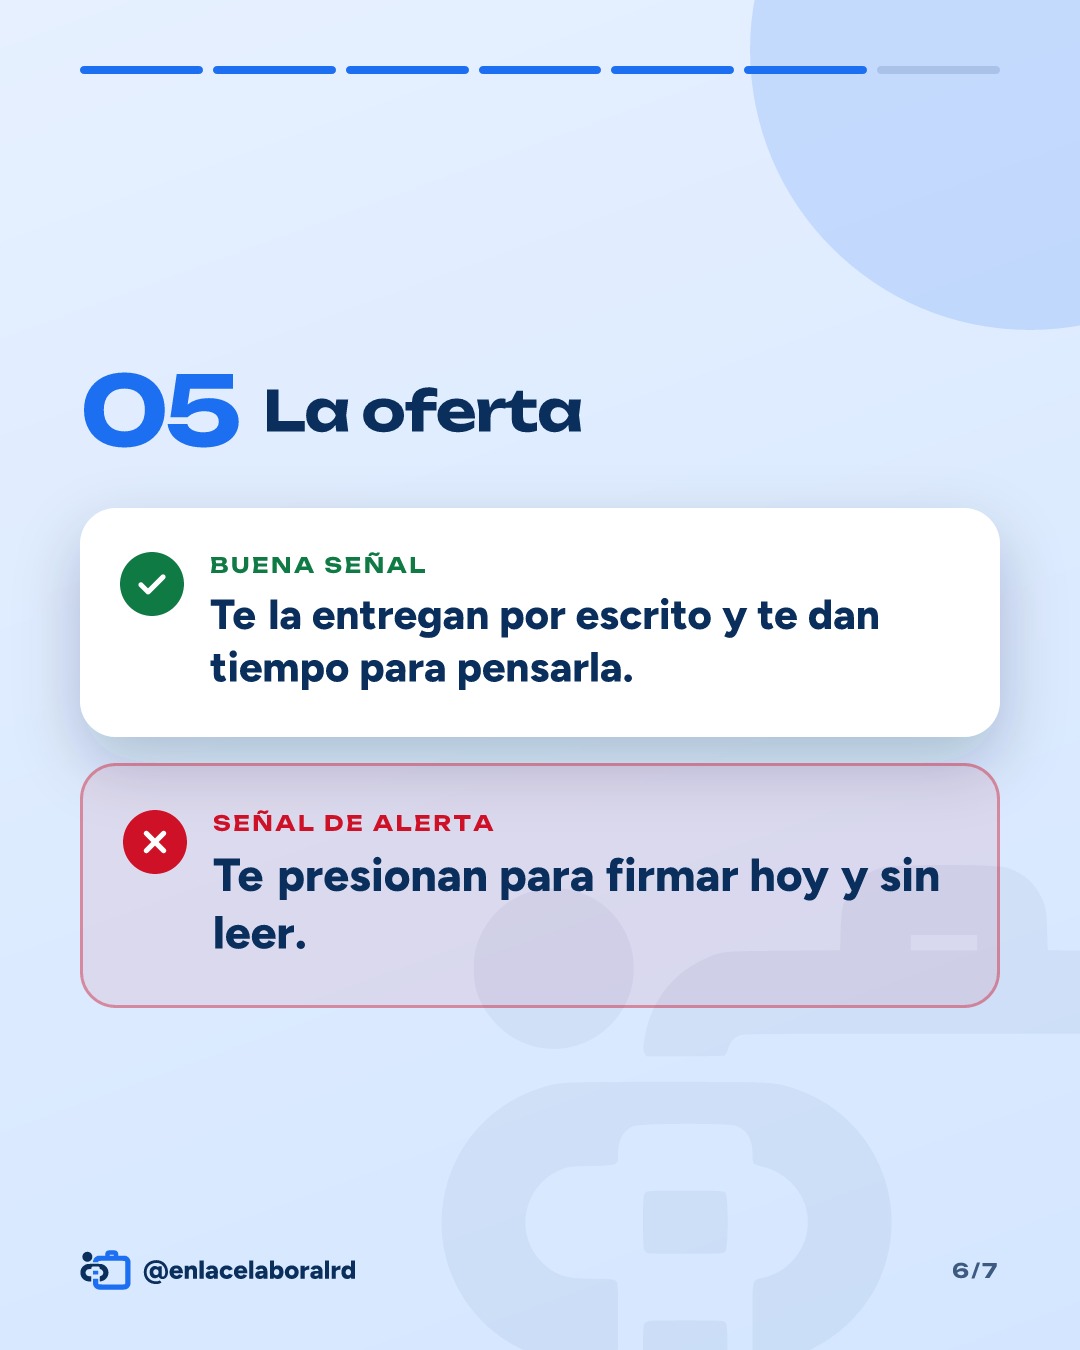 05 La oferta
BUENA SEÑAL
Te la entregan por escrito y te dan
tiempo para pensarla.
SEÑAL DE ALERTA
Te presionan para firmar hoy y sin
leer.
@enlacelaboralrd
6/7